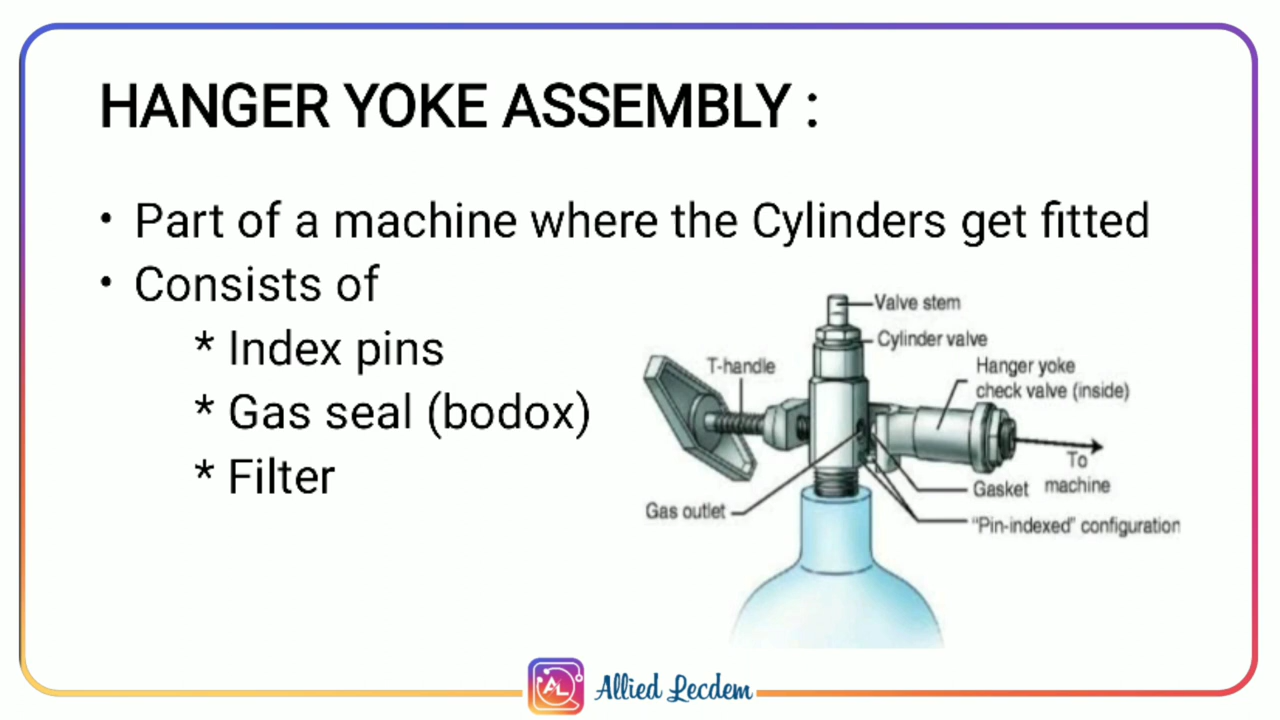 HANGER YOKE ASSEMBLY :
• Part of a machine where the Cylinders get fitted
• Consists of
* Index pins
* Gas seal (bodox)
* Filter
Valve stem
Cylinder valve
T-handle
Hanger yoke
check valve (inside)
To
machine
Gasket
Gas outlet
"Pin-indexed" configuration
AL
Allied Lecdem